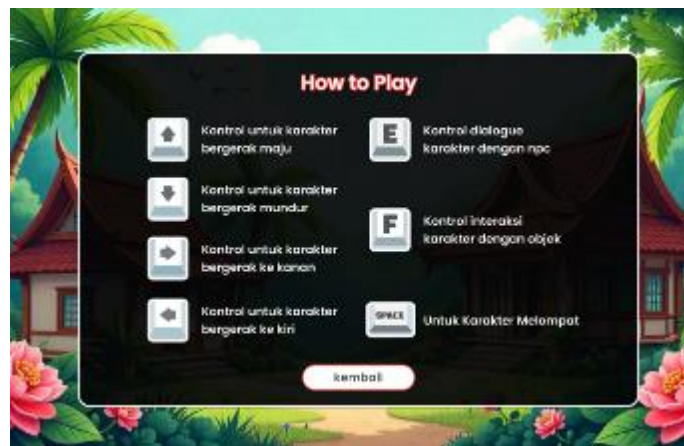 How to Play
Kontrol untuk karakter
bergerak maju
Kontrol untuk karakter
bergerak mundur
Kontrol untuk karakter
bergerak ke kanan
Kontrol untuk karakter
bergerak ke kiri
E
Kontrol dialogue
karakter dengan npc
F
Kontrol interaksi
karakter dengan objek
SPACE
Untuk Karakter Melompat
kembali